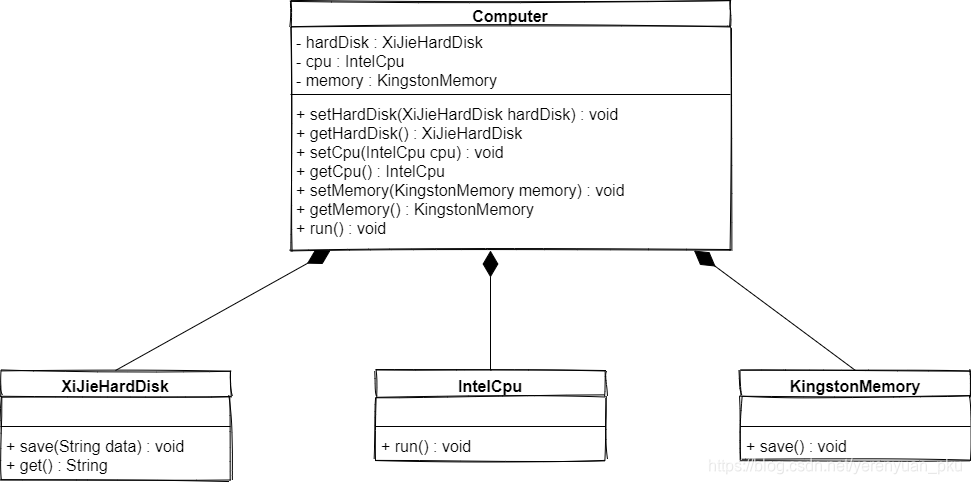 Computer
- hardDisk : XiJieHardDisk
- cpu : IntelCpu
- memory : KingstonMemory
+ setHardDisk(XiJieHardDisk hardDisk) : void
+ getHardDisk() : XiJieHardDisk
+ setCpu(IntelCpu cpu) : void
+ getCpu() : IntelCpu
+ setMemory(KingstonMemory memory) : void
+ getMemory() : KingstonMemory
+ run() : void
XiJieHardDisk
+ save(String data) : void
+ get() : String
IntelCpu
+ run() : void
KingstonMemory
+ save() : void
https://blog.csdn.net/yerenyuan_pku